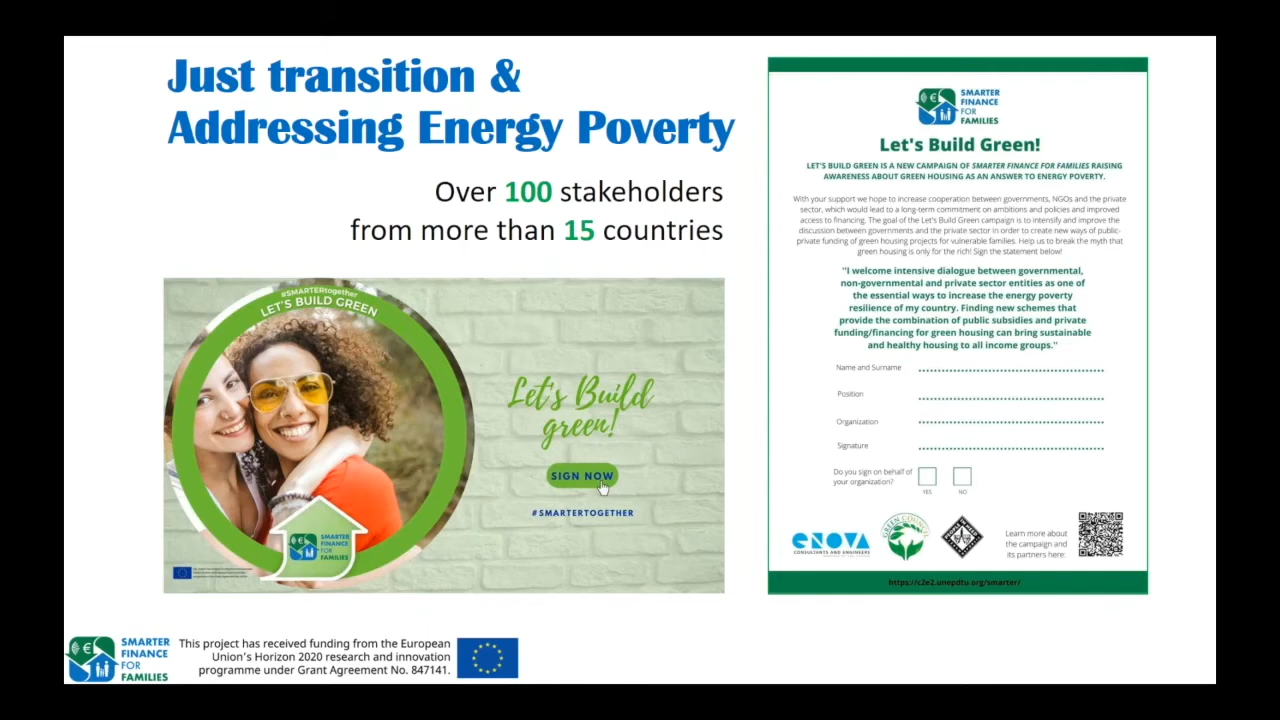 Just transition &
Addressing Energy Poverty
Over 100 stakeholders
from more than 15 countries
#SMARTERtogether
LET'S BUILD GREEN
Let's Build
green!
SIGN NOW
#SMARTERTOGETHER
SMARTER
FINANCE
FOR
FAMILIES
SMARTER
FINANCE
FOR
FAMILIES
Let's Build Green!
LET'S BUILD GREEN IS A NEW CAMPAIGN OF SMARTER FINANCE FOR FAMILIES RAISING
AWARENESS ABOUT GREEN HOUSING AS AN ANSWER TO ENERGY POVERTY.
With your support we hope to increase cooperation between governments, NGOs and the private
sector, which would lead to a long-term commitment on ambitions and policies and improved
access to financing. The goal of the Let's Build Green campaign is to intensify and improve the
discussion between governments and the private sector in order to create new ways of public-
private funding of green housing projects for vulnerable families. Help us to break the myth that
green housing is only for the rich! Sign the statement below!
"I welcome intensive dialogue between governmental,
non-governmental and private sector entities as one of
the essential ways to increase the energy poverty
resilience of my country. Finding new schemes that
provide the combination of public subsidies and private
funding/financing for green housing can bring sustainable
and healthy housing to all income groups."
Name and Surname
Position
Organization
Signature
Do you sign on behalf of
your organization?
YES NO
ENOVA
CONSULTANTS AND ENGINEERS
GREEN COUNCIL
Learn more about
the campaign and
its partners here:
https://c2e2.unepdtu.org/smarter/
SMARTER
FINANCE
FOR
FAMILIES
This project has received funding from the European
Union's Horizon 2020 research and innovation
programme under Grant Agreement No. 847141.